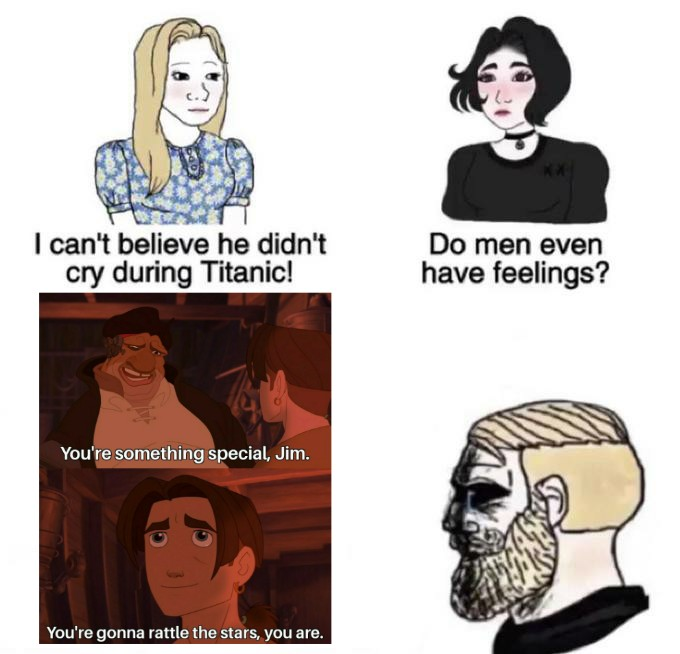 I can't believe he didn't
cry during Titanic!
Do men even
have feelings?
You're something special, Jim.
You're gonna rattle the stars, you are.